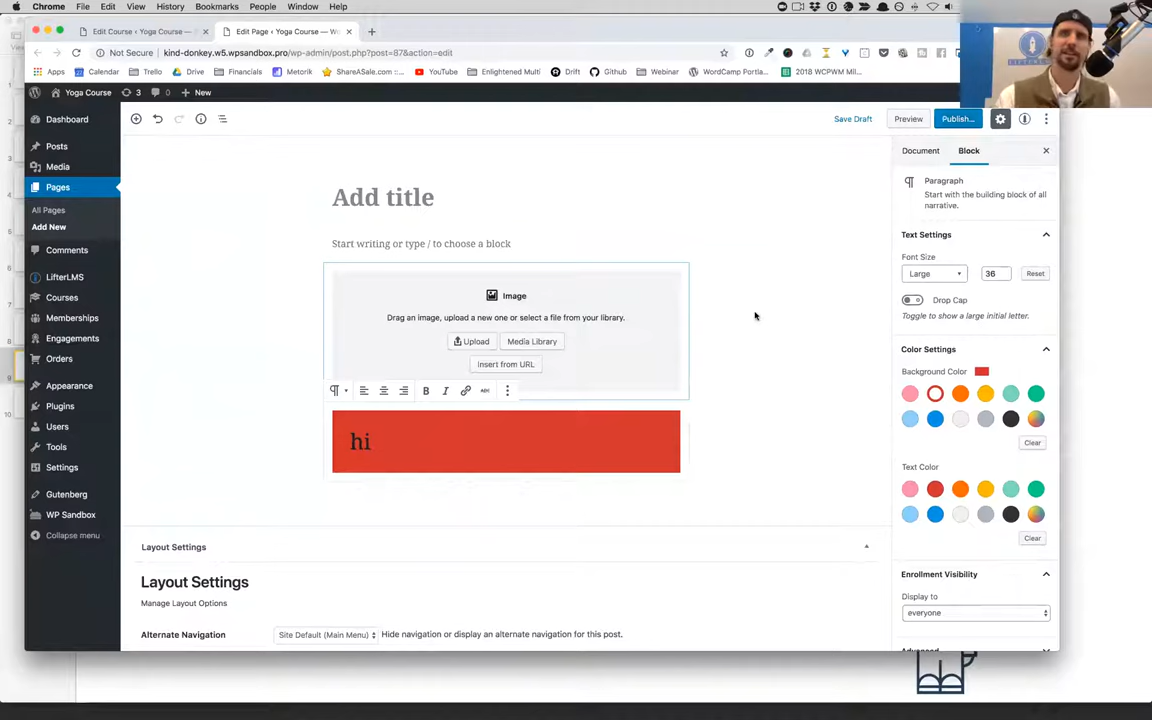 Chrome File Edit View History Bookmarks People Window Help
Edit Course ‹ Yoga Course —
Edit Page ‹ Yoga Course — W
Not Secure kind-donkey.w5.wpsandbox.pro/wp-admin/post.php?post=87&action=edit
Apps Calendar Trello Drive Financials Metorik ShareASale.com ::... YouTube Enlightened Multi Drift Github Webinar WordCamp Portla... 2018 WCPWM Mil...
Yoga Course 3 0 New
Dashboard
Posts
Media
Pages
All Pages
Add New
Comments
LifterLMS
Courses
Memberships
Engagements
Orders
Appearance
Plugins
Users
Tools
Settings
Gutenberg
WP Sandbox
Collapse menu
Save Draft Preview Publish...
Add title
Start writing or type / to choose a block
Image
Drag an image, upload a new one or select a file from your library.
Upload Media Library
Insert from URL
B I ABC
hi
Layout Settings
Layout Settings
Manage Layout Options
Alternate Navigation Site Default (Main Menu) Hide navigation or display an alternate navigation for this post.
Document Block
Paragraph
Start with the building block of all
narrative.
Text Settings
Font Size
Large 36 Reset
Drop Cap
Toggle to show a large initial letter.
Color Settings
Background Color
Clear
Text Color
Clear
Enrollment Visibility
Display to
everyone
7
8
9
10